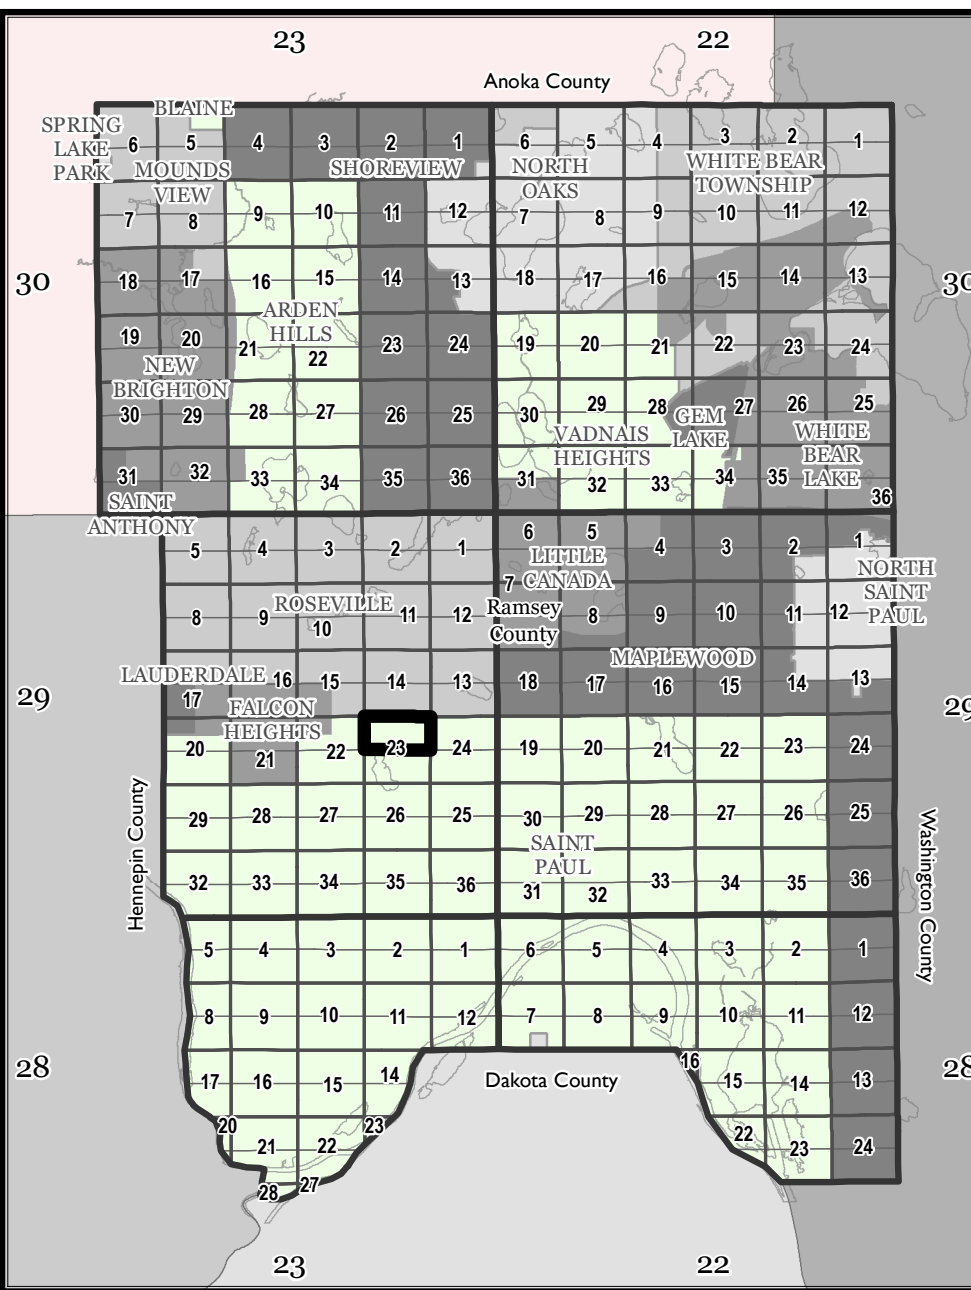 23 22
Anoka County
BLAINE
SPRING
LAKE
PARK
6 5 4 3 2 1 6 5 4 3 2 1
MOUNDS
VIEW
SHOREVIEW
NORTH
OAKS
WHITE BEAR
TOWNSHIP
7 8 9 10 11 12 7 8 9 10 11 12
30 18 17 16 15 14 13 18 17 16 15 14 13 30
ARDEN
HILLS
19 20 21 22 23 24 19 20 21 22 23 24
NEW
BRIGHTON
30 29 28 27 26 25 30 29 28 27 26 25
GEM
LAKE
VADNAIS
HEIGHTS
WHITE
BEAR
LAKE
31 32 33 34 35 36 31 32 33 34 35 36
SAINT
ANTHONY
5 4 3 2 1 6 5 4 3 2 1
LITTLE
CANADA
NORTH
SAINT
PAUL
8 9 10 11 12 7 8 9 10 11 12
ROSEVILLE
Ramsey
County
MAPLEWOOD
LAUDERDALE
29 17 16 15 14 13 18 17 16 15 14 13 29
FALCON
HEIGHTS
20 21 22 23 24 19 20 21 22 23 24
29 28 27 26 25 30 29 28 27 26 25
Hennepin County
Washington County
SAINT
PAUL
32 33 34 35 36 31 32 33 34 35 36
5 4 3 2 1 6 5 4 3 2 1
8 9 10 11 12 7 8 9 10 11 12
28 17 16 15 14 16 15 14 13 28
Dakota County
20 21 22 23 22 23 24
28 27
23 22